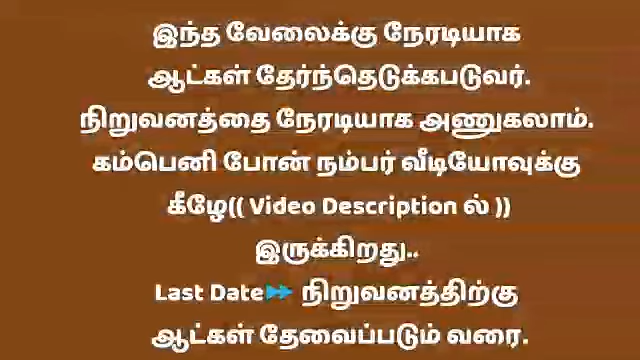 இந்த வேலைக்கு நேரடியாக
ஆட்கள் தேர்ந்தெடுக்கபடுவர்.
நிறுவனத்தை நேரடியாக அணுகலாம்.
கம்பெனி போன் நம்பர் வீடியோவுக்கு
கீழே(( Video Description ல் ))
இருக்கிறது..
Last Date⏩ நிறுவனத்திற்கு
ஆட்கள் தேவைப்படும் வரை.